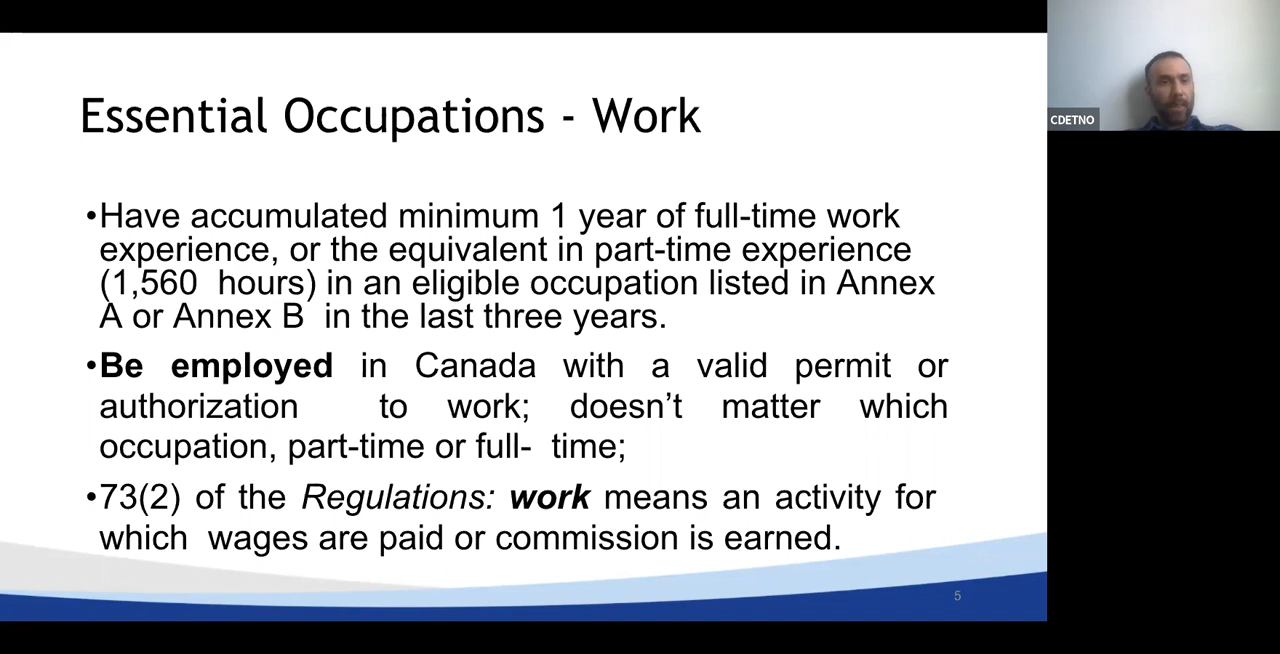 Essential Occupations - Work
•Have accumulated minimum 1 year of full-time work
experience, or the equivalent in part-time experience
(1,560 hours) in an eligible occupation listed in Annex
A or Annex B in the last three years.
•Be employed in Canada with a valid permit or
authorization to work; doesn’t matter which
occupation, part-time or full- time;
•73(2) of the Regulations: work means an activity for
which wages are paid or commission is earned.
5
CDETNO